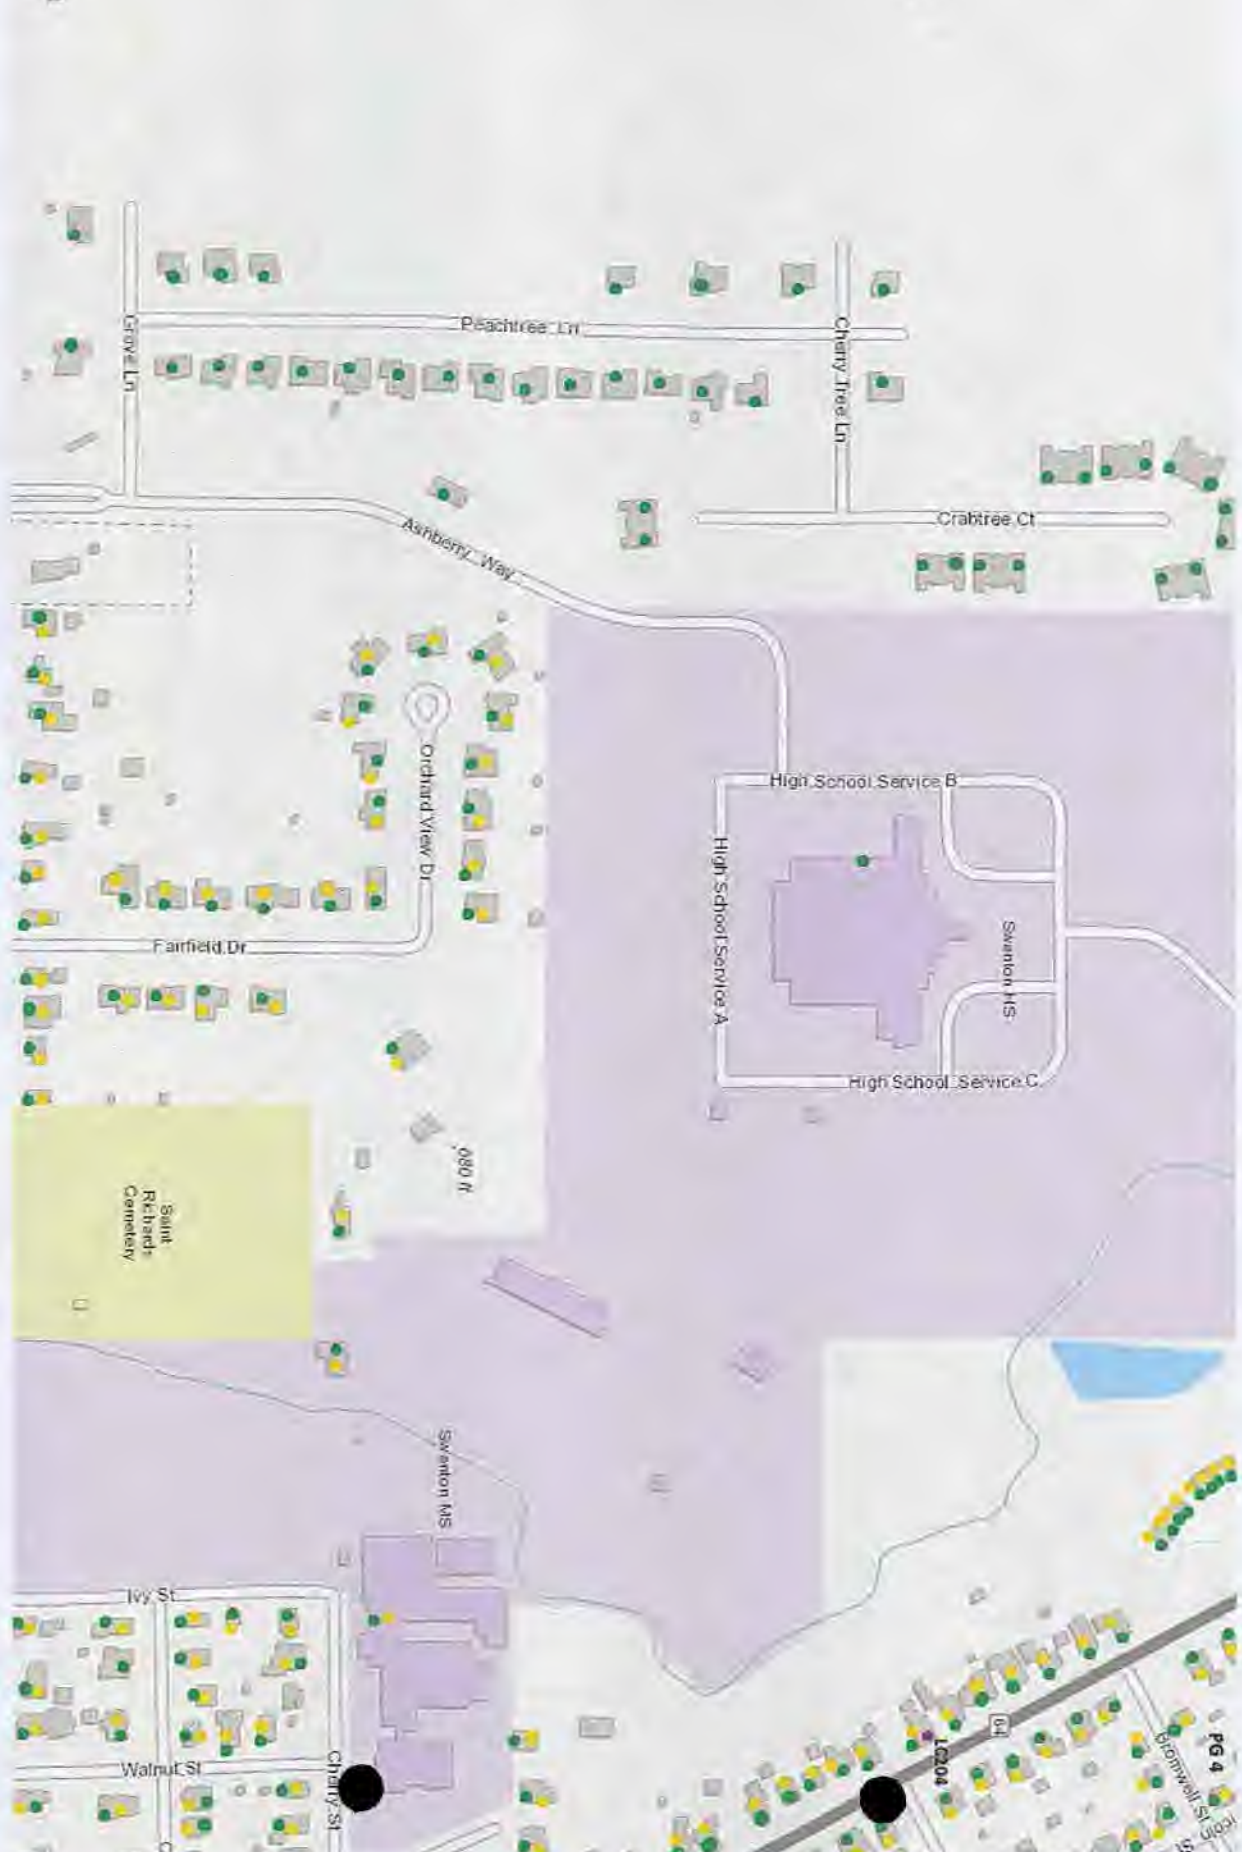 Peachtree Ln
Grove Ln
Cherry Tree Ln
Crabtree Ct
Ashberry Way
Orchard View Dr
High School Service B
High School Service A
Swanton HS
Fairfield Dr
High School Service C
Saint
Richards
Cemetery
Swanton MS
Ivy St
64
LC204
PG 4
Bromwell St
Walnut St
Cherry St